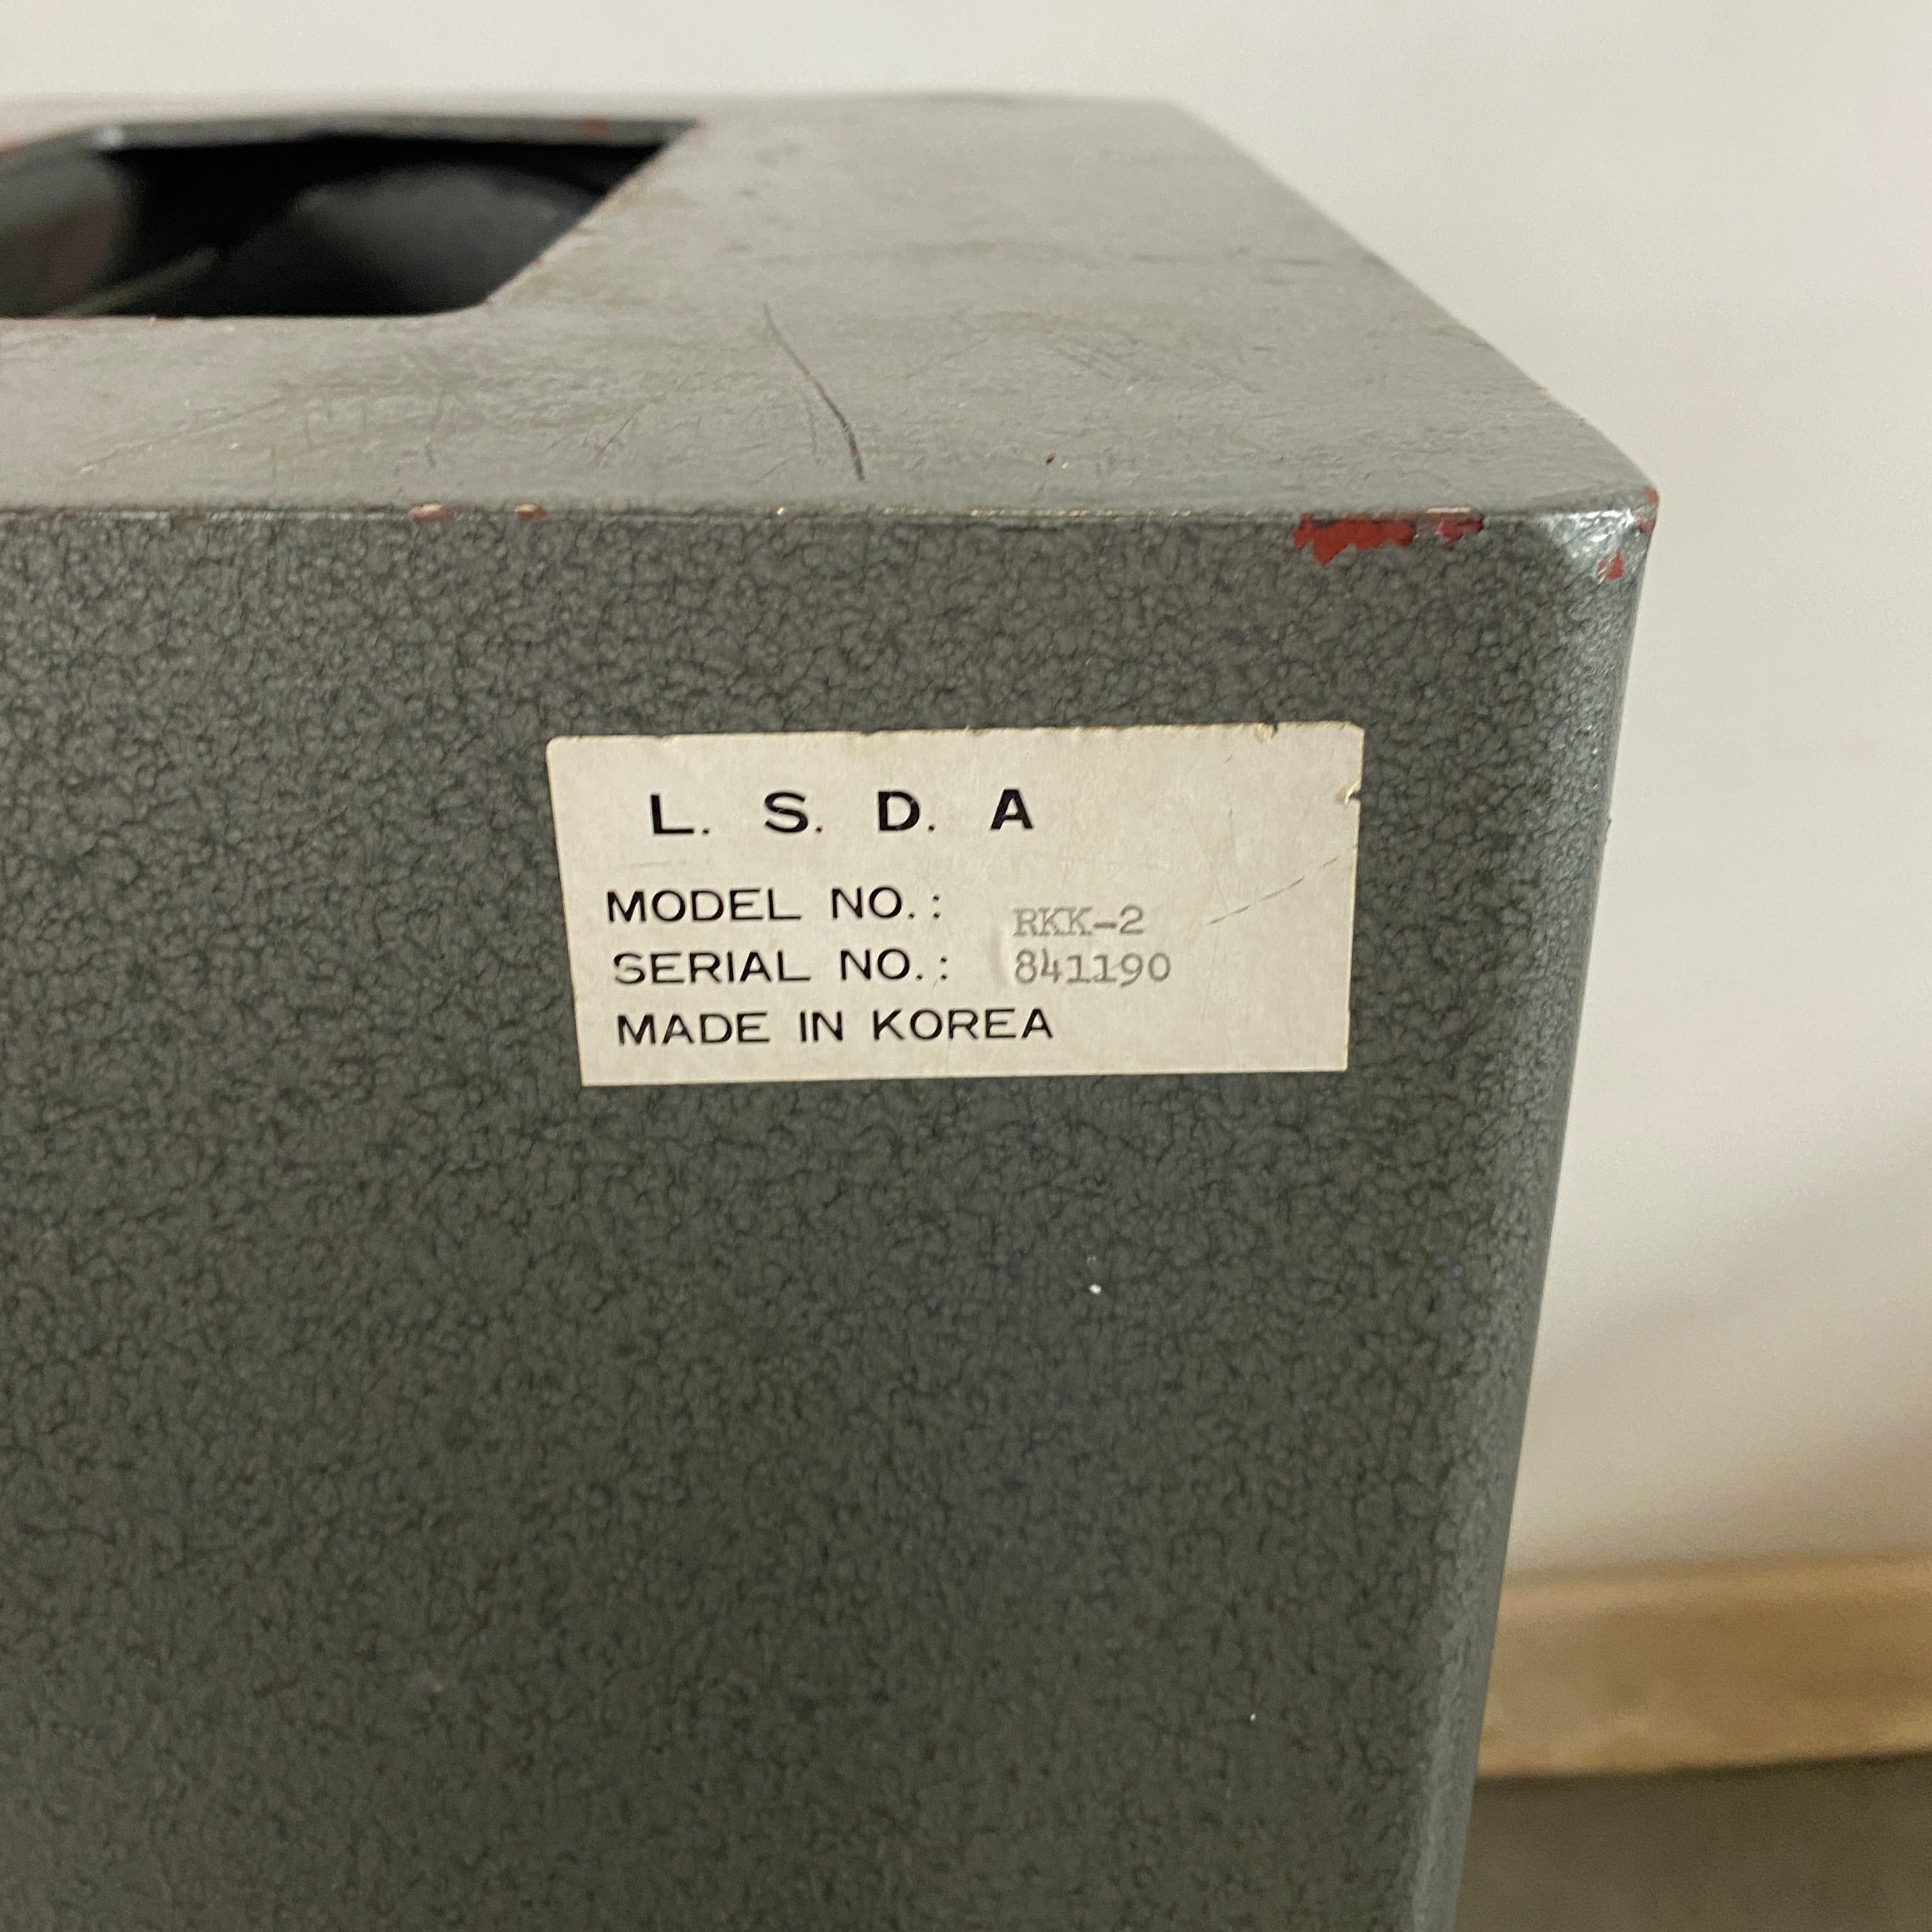 L. S. D. A
MODEL NO.: RKK-2
SERIAL NO.: 841190
MADE IN KOREA